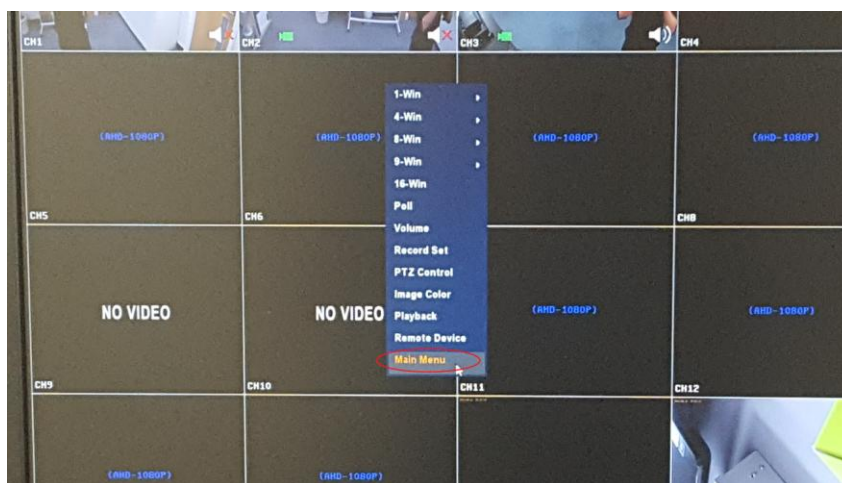 CH1
CH2
CH3
CH4
(AHD-1080P)
(AHD-1080P)
(AHD-1080P)
(AHD-1080P)
CH5
CH6
CH8
1-Win
4-Win
8-Win
9-Win
16-Win
Poll
Volume
Record Set
PTZ Control
Image Color
Playback
Remote Device
Main Menu
NO VIDEO
NO VIDEO
(AHD-1080P)
(AHD-1080P)
CH9
CH10
CH11
CH12
(AHD-1080P)
(AHD-1080P)